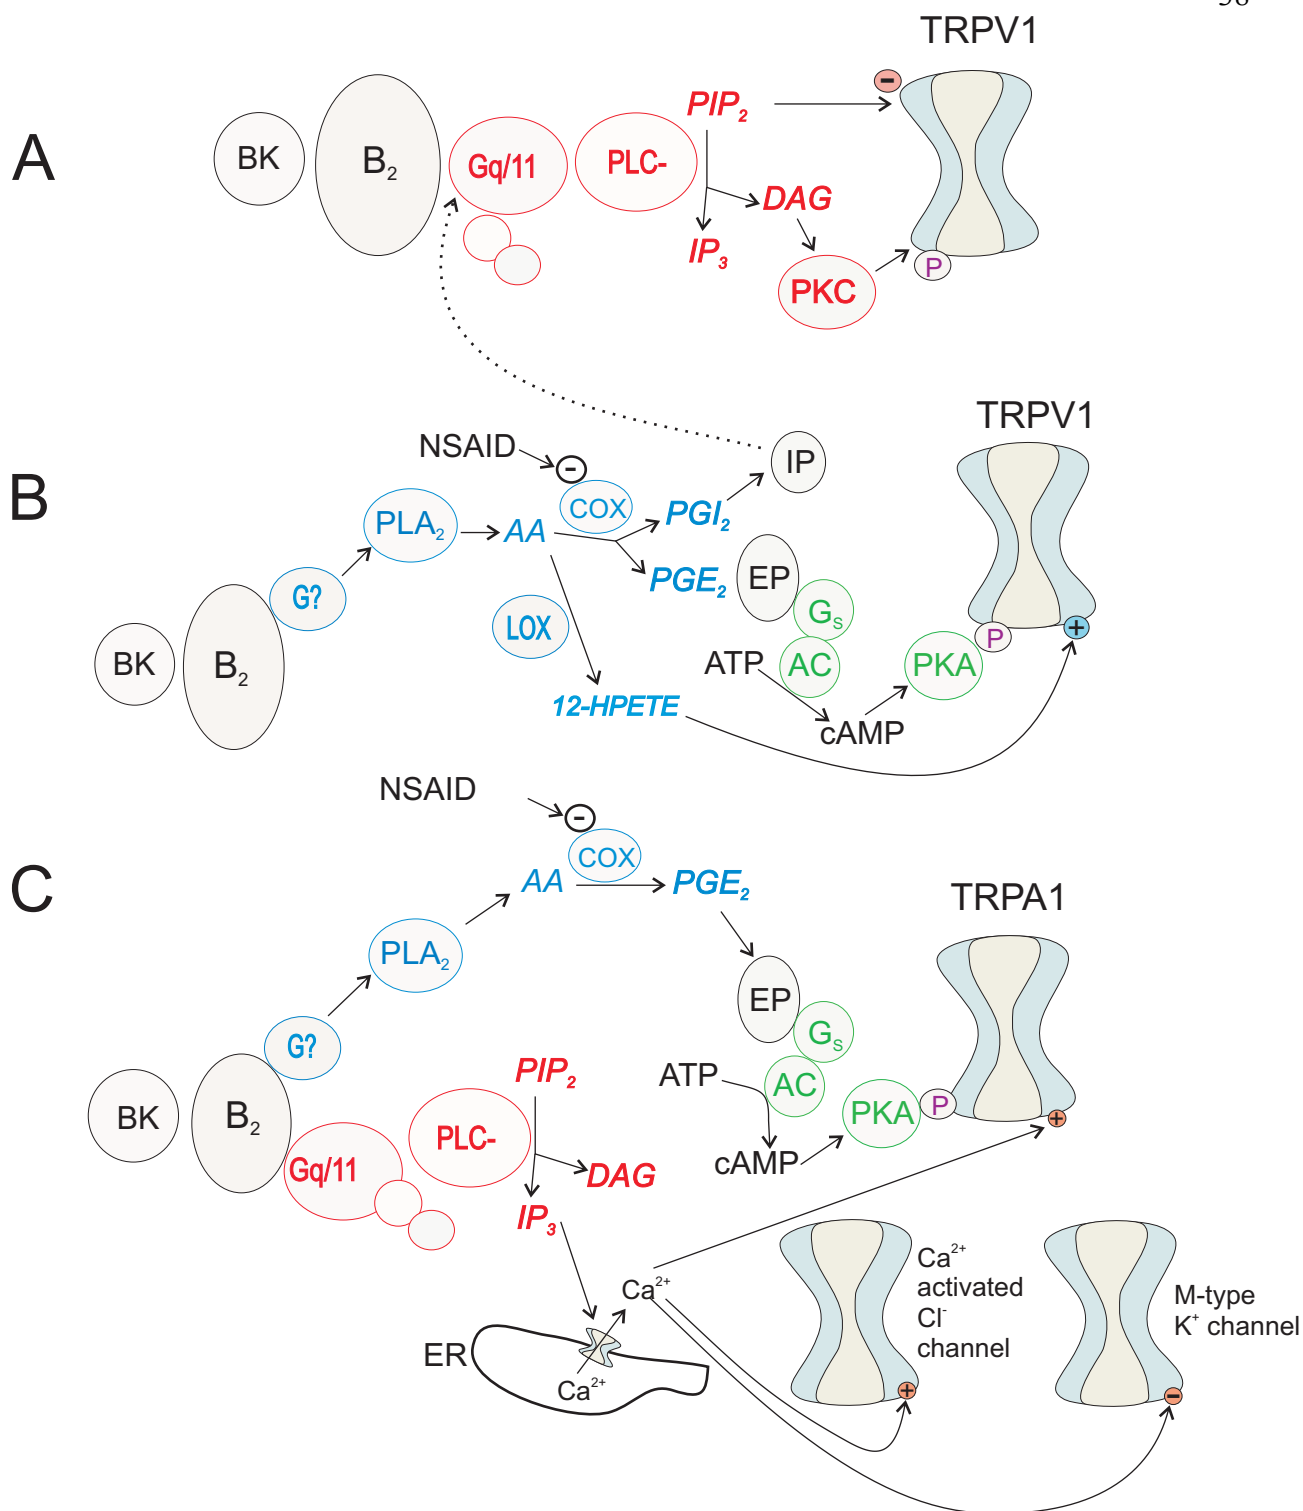 TRPV1
A
BK
B2
Gq/11
PLC-
PIP2
−
DAG
IP3
PKC
P
TRPV1
B
NSAID
−
COX
IP
PLA2
AA
PGI2
PGE2
EP
G?
LOX
GS
BK
B2
ATP
AC
PKA
P
+
12-HPETE
cAMP
NSAID
−
COX
C
AA
PGE2
TRPA1
PLA2
EP
G?
GS
PIP2
ATP
AC
BK
B2
PLC-
PKA
P
+
Gq/11
DAG
cAMP
IP3
Ca2+
activated
Cl-
channel
M-type
K+ channel
Ca2+
ER
Ca2+
+
−